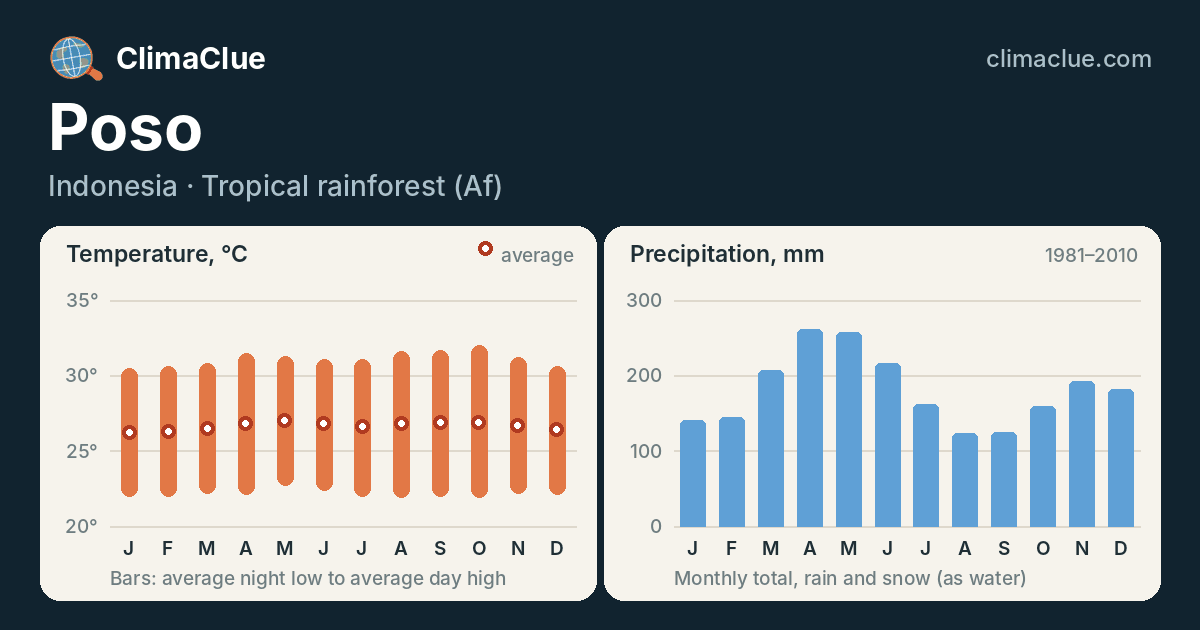 ClimaClue
climaclue.com
Poso
Indonesia · Tropical rainforest (Af)
Temperature, °C
average
35°
30°
25°
20°
J F M A M J J A S O N D
Bars: average night low to average day high
Precipitation, mm
1981–2010
300
200
100
0
J F M A M J J A S O N D
Monthly total, rain and snow (as water)